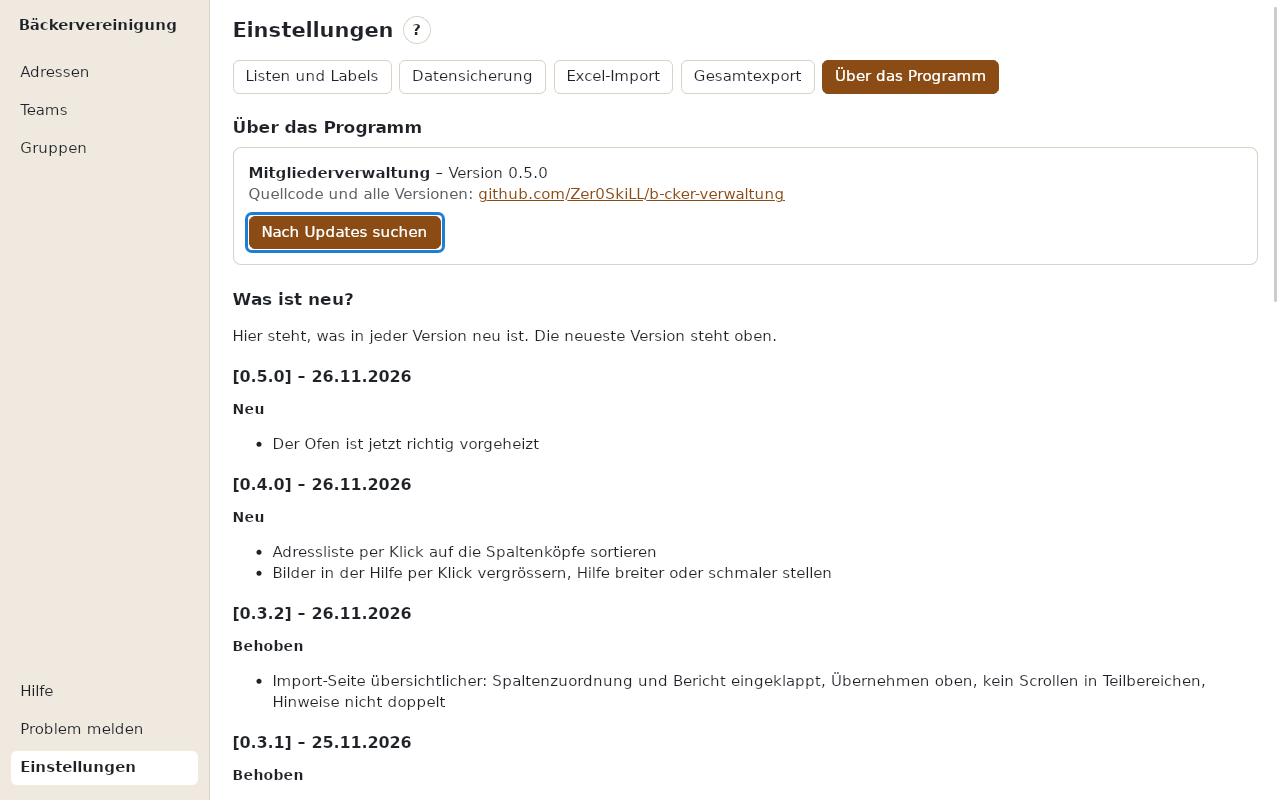 Bäckervereinigung
Adressen
Teams
Gruppen
Hilfe
Problem melden
Einstellungen
Einstellungen ?
Listen und Labels Datensicherung Excel-Import Gesamtexport Über das Programm
Über das Programm
Mitgliederverwaltung – Version 0.5.0
Quellcode und alle Versionen: github.com/Zer0SkiLL/b-cker-verwaltung
Nach Updates suchen
Was ist neu?
Hier steht, was in jeder Version neu ist. Die neueste Version steht oben.
[0.5.0] – 26.11.2026
Neu
• Der Ofen ist jetzt richtig vorgeheizt
[0.4.0] – 26.11.2026
Neu
• Adressliste per Klick auf die Spaltenköpfe sortieren
• Bilder in der Hilfe per Klick vergrössern, Hilfe breiter oder schmaler stellen
[0.3.2] – 26.11.2026
Behoben
• Import-Seite übersichtlicher: Spaltenzuordnung und Bericht eingeklappt, Übernehmen oben, kein Scrollen in Teilbereichen,
Hinweise nicht doppelt
[0.3.1] – 25.11.2026
Behoben